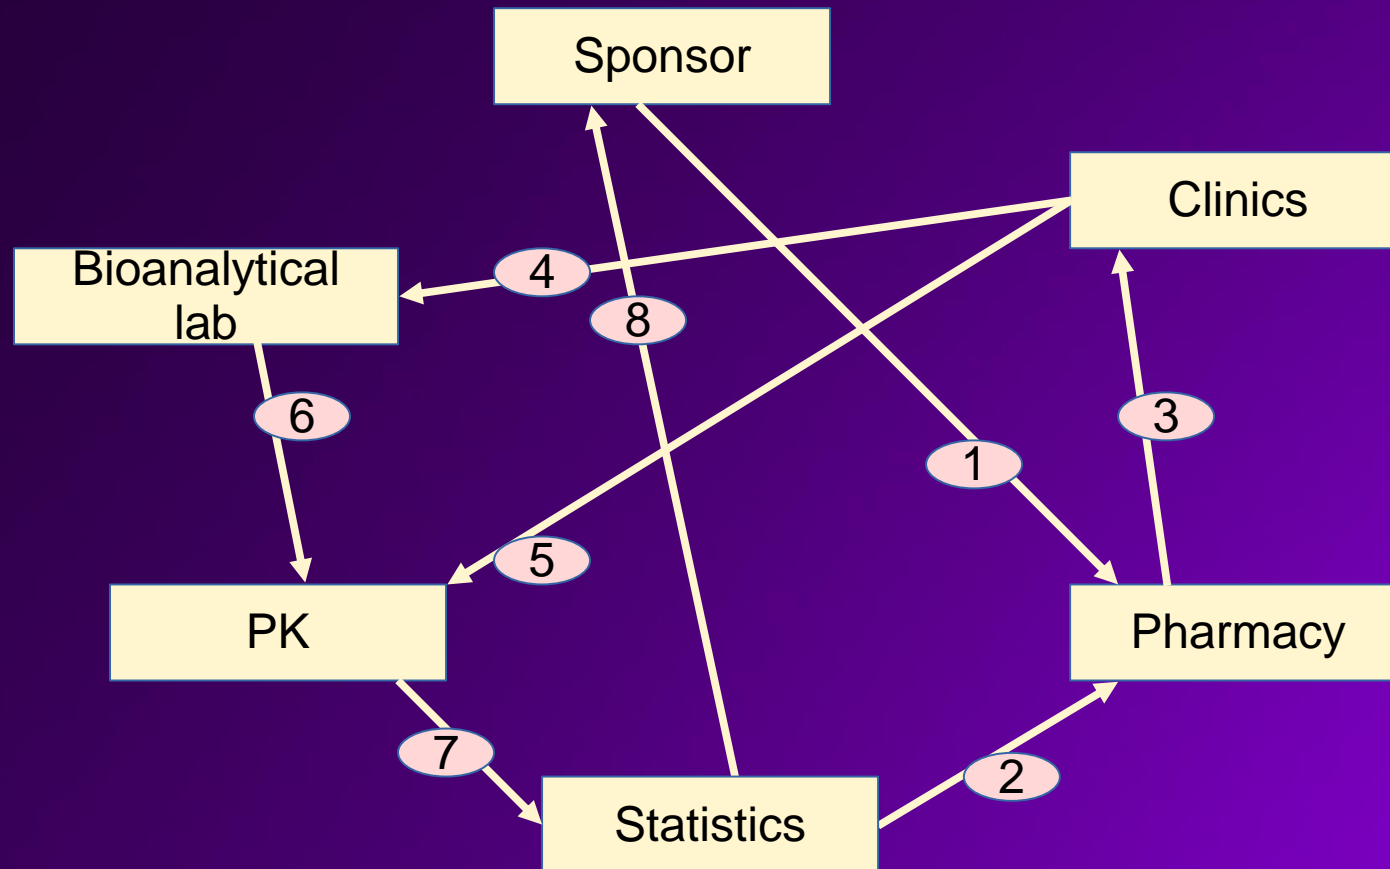 Sponsor
Clinics
Bioanalytical
lab
4
8
6
3
1
5
PK
Pharmacy
7
2
Statistics